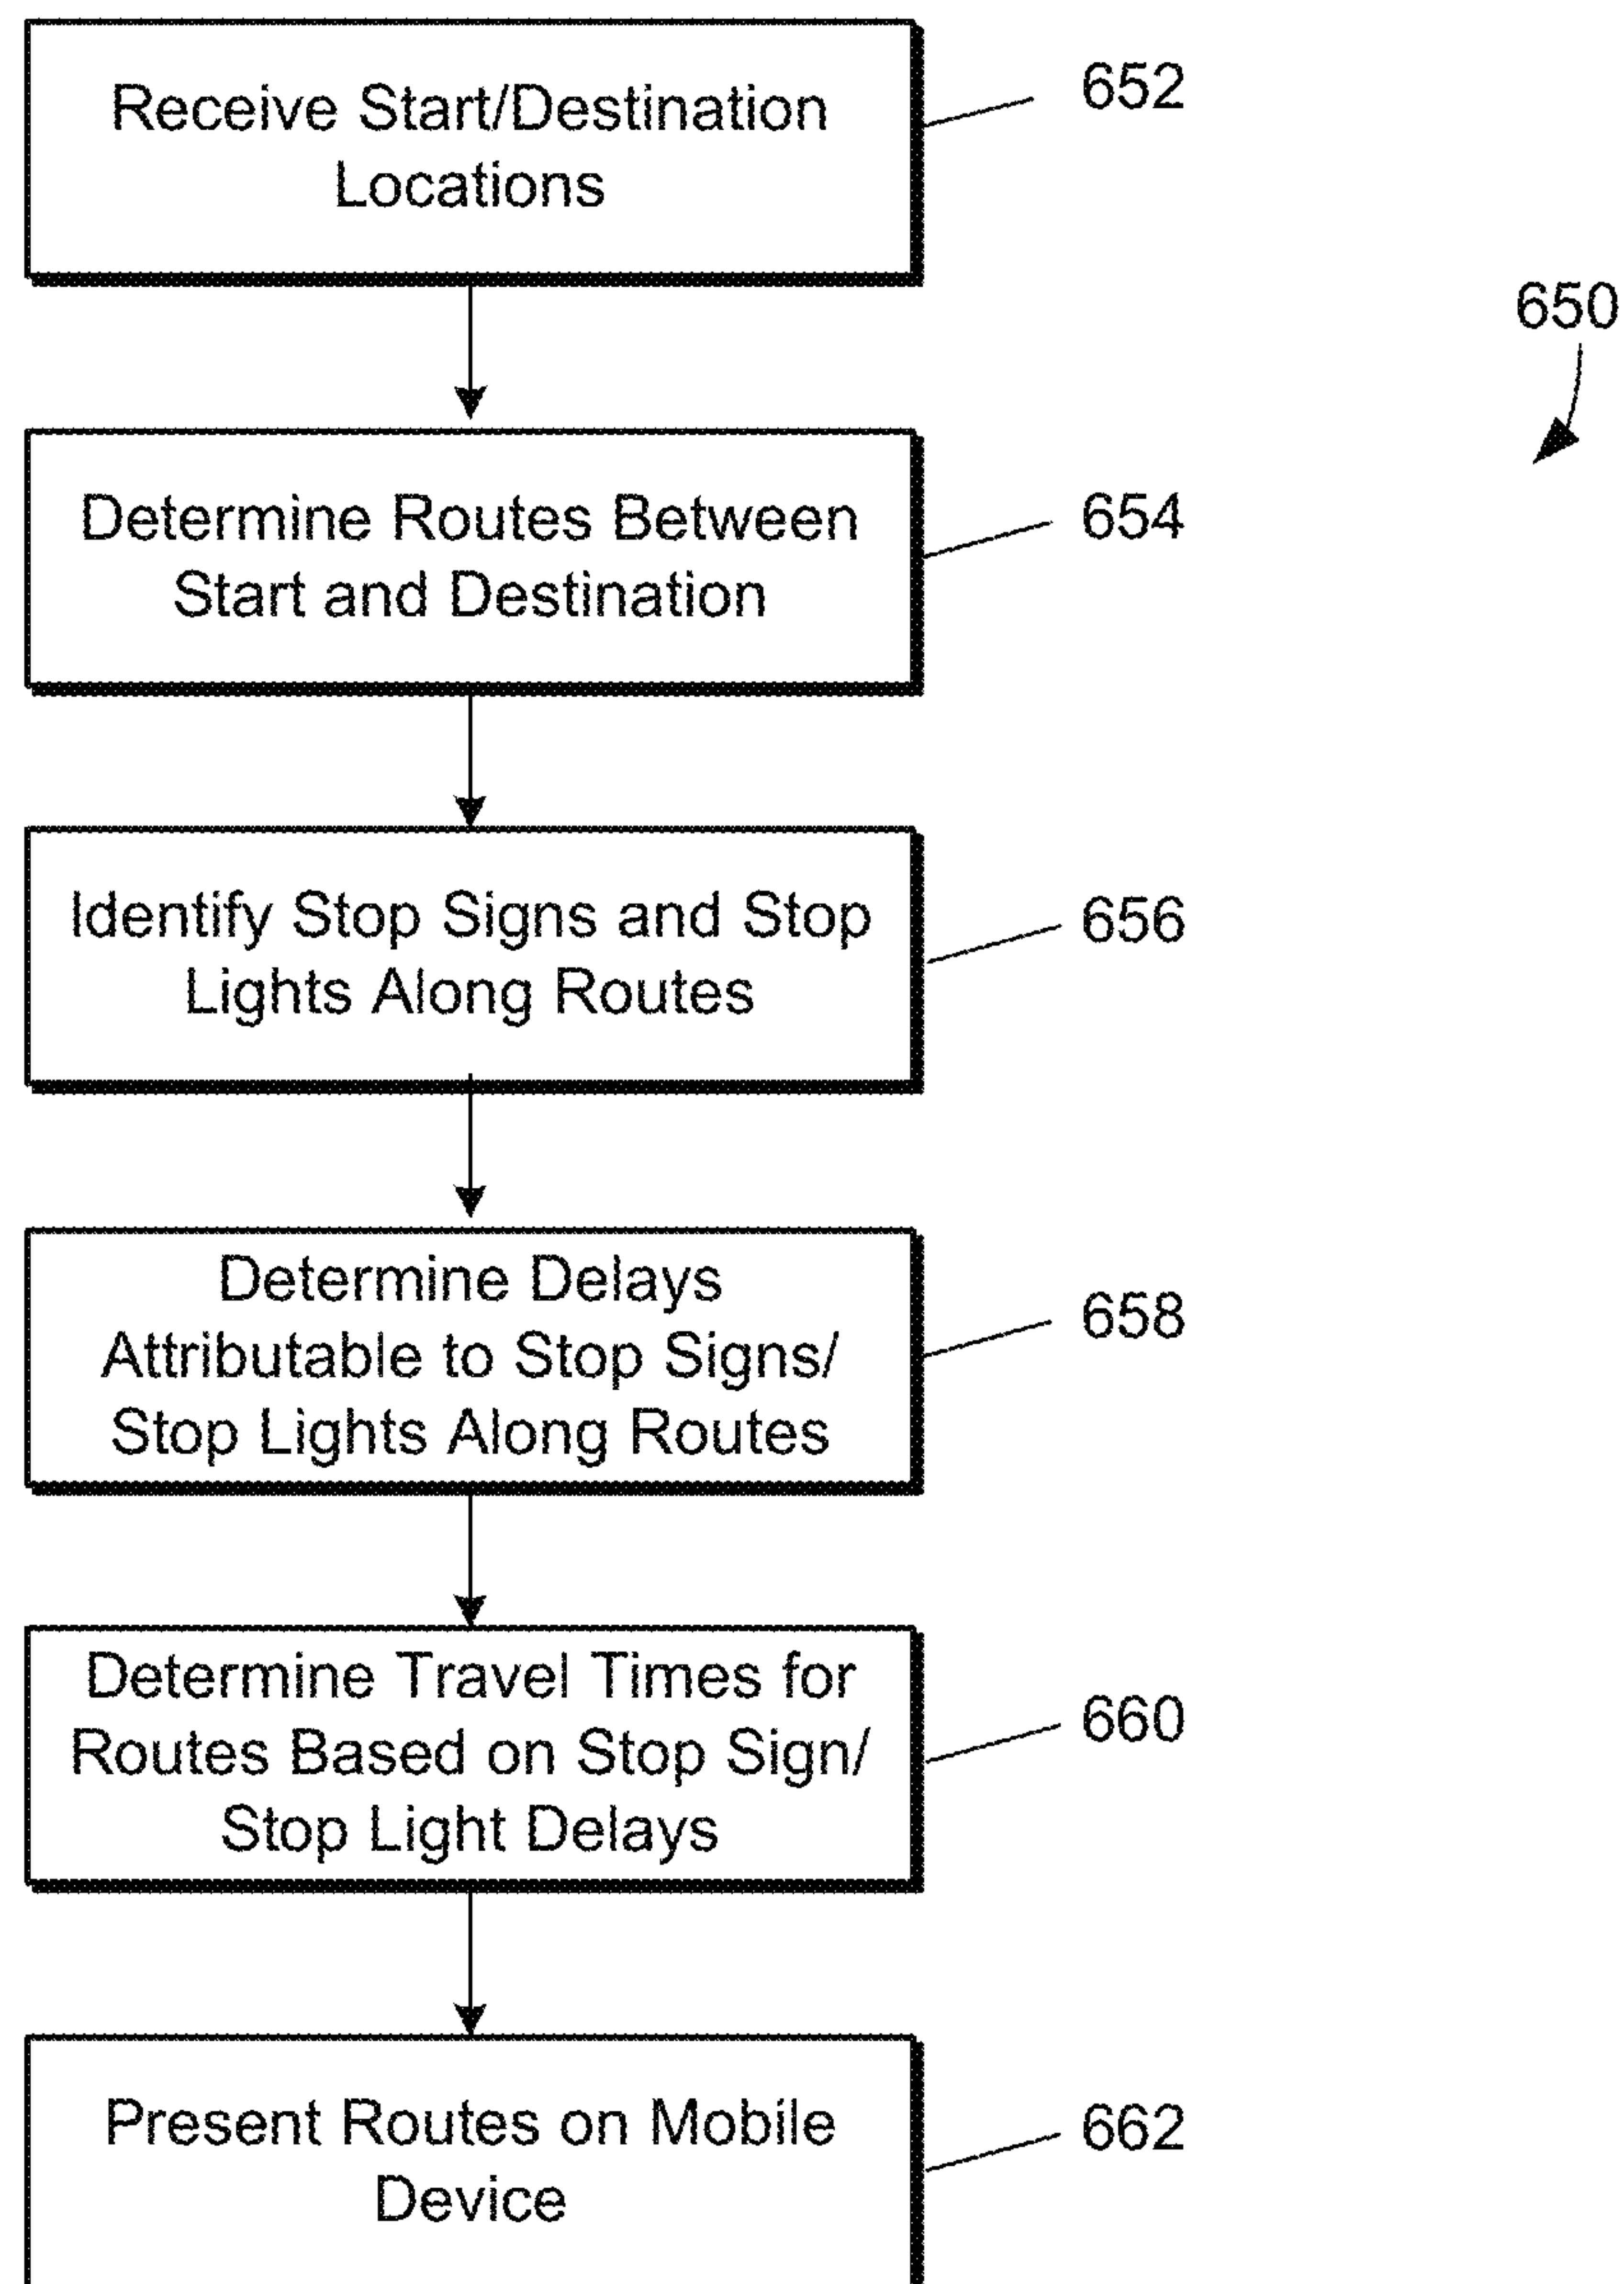 Receive Start/Destination
Locations
652
650
Determine Routes Between
Start and Destination
654
Identify Stop Signs and Stop
Lights Along Routes
656
Determine Delays
Attributable to Stop Signs/
Stop Lights Along Routes
658
Determine Travel Times for
Routes Based on Stop Sign/
Stop Light Delays
660
Present Routes on Mobile
Device
662